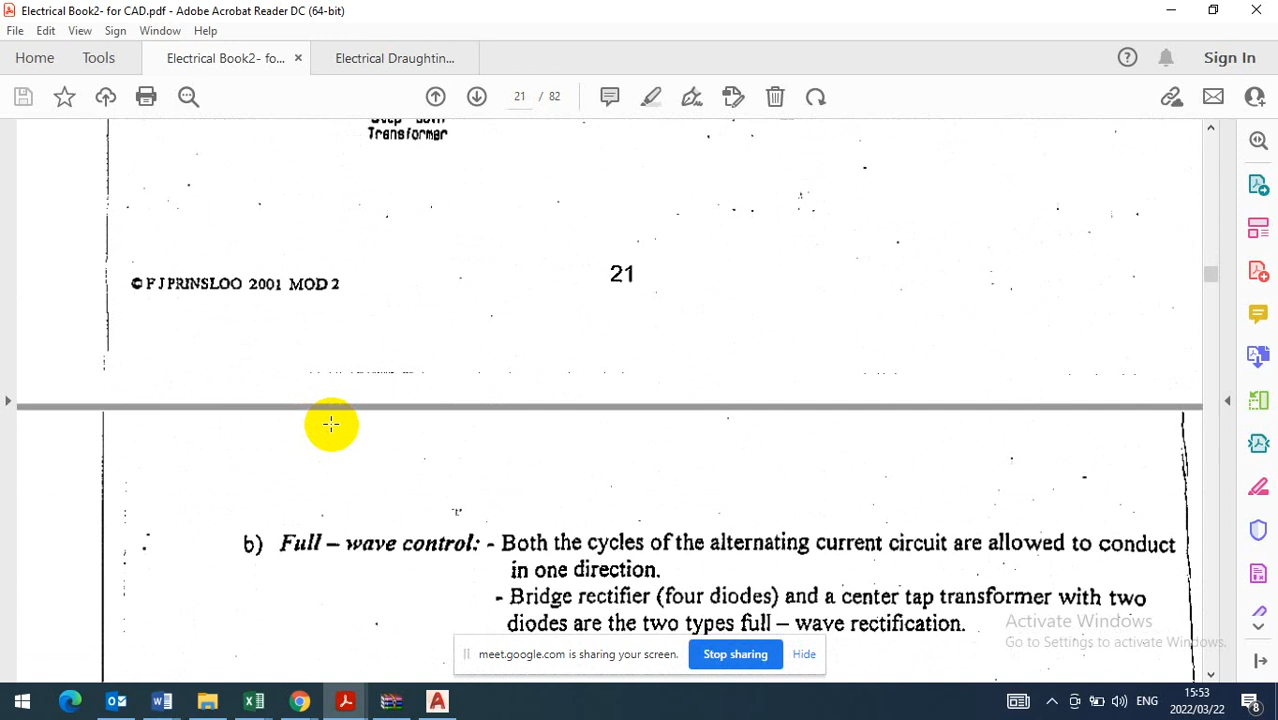 Electrical Book2- for CAD.pdf - Adobe Acrobat Reader DC (64-bit)
File Edit View Sign Window Help
Home Tools Electrical Book2- fo... × Electrical Draughtin... Sign In
21 / 82
Transformer
© F J PRINSLOO 2001 MOD 2
21
b) Full – wave control: - Both the cycles of the alternating current circuit are allowed to conduct
in one direction.
- Bridge rectifier (four diodes) and a center tap transformer with two
diodes are the two types full – wave rectification.
Activate Windows
Go to Settings to activate Windows.
meet.google.com is sharing your screen. Stop sharing Hide
ENG
15:53
2022/03/22
8